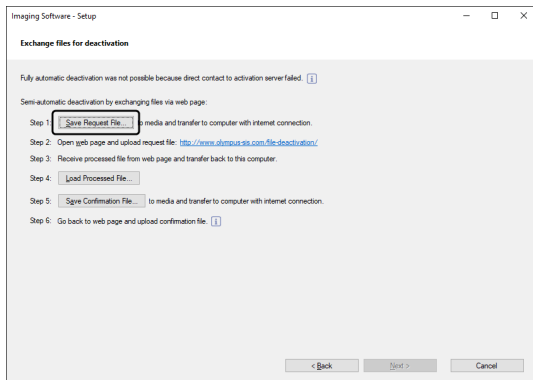 Imaging Software - Setup
Exchange files for deactivation
Fully automatic deactivation was not possible because direct contact to activation server failed. i
Semi-automatic deactivation by exchanging files via web page:
Step 1: Save Request File... to media and transfer to computer with internet connection.
Step 2: Open web page and upload request file: http://www.olympus-sis.com/file-deactivation/
Step 3: Receive processed file from web page and transfer back to this computer.
Step 4: Load Processed File...
Step 5: Save Confirmation File... to media and transfer to computer with internet connection.
Step 6: Go back to web page and upload confirmation file. i
< Back Next > Cancel